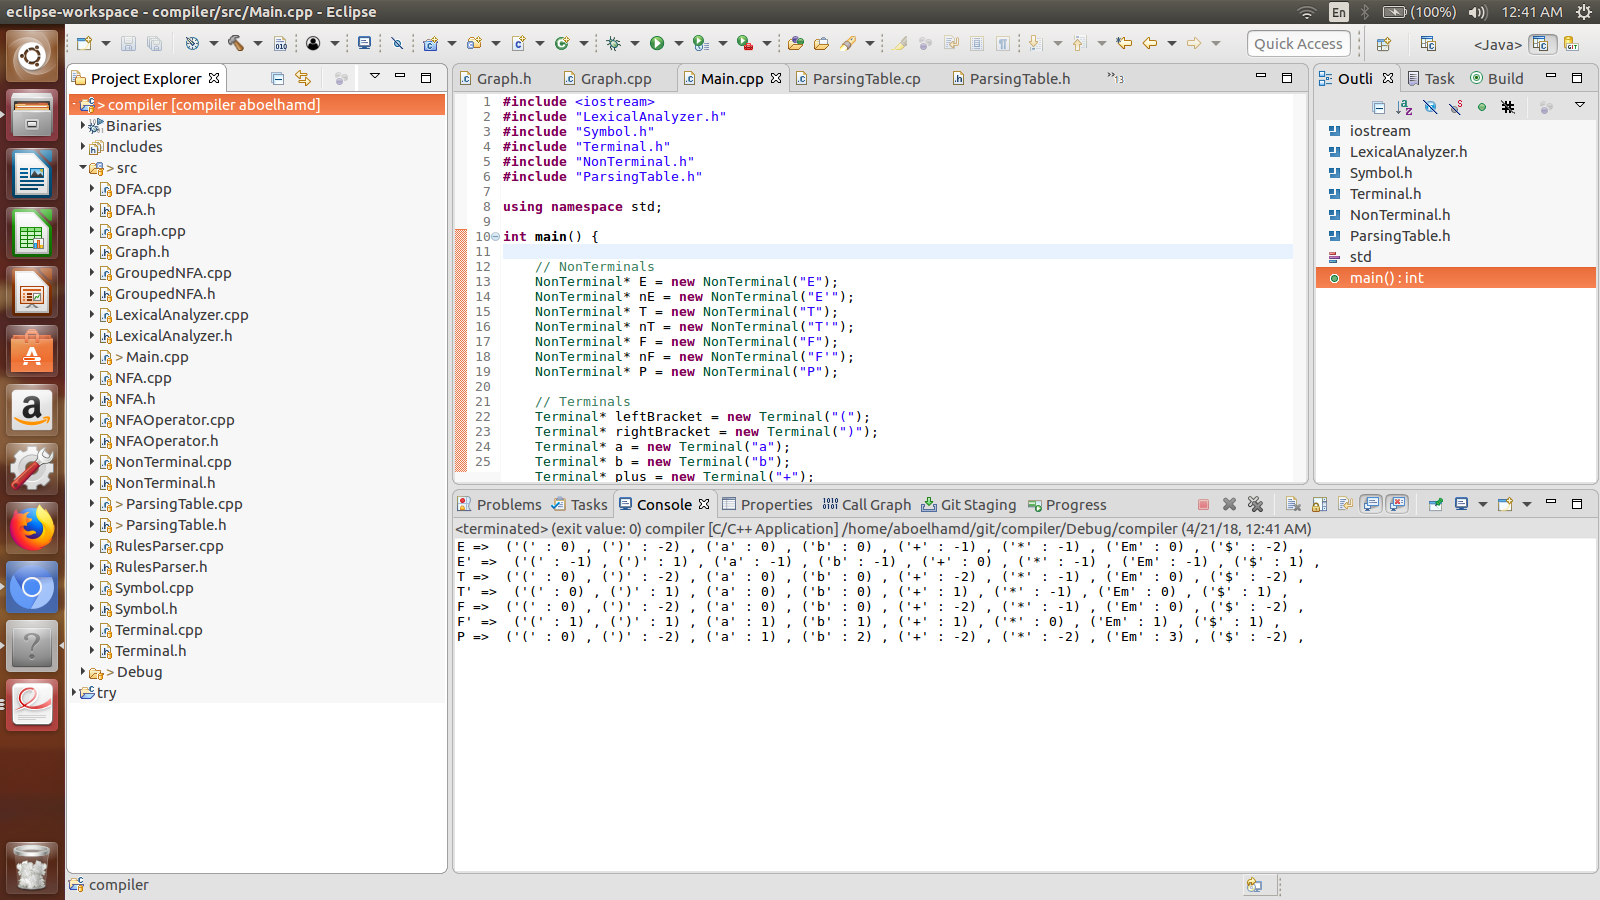 eclipse-workspace - compiler/src/Main.cpp - Eclipse
En (100%) 12:41 AM
Quick Access <Java>
Project Explorer
> compiler [compiler aboelhamd]
Binaries
Includes
> src
DFA.cpp
DFA.h
Graph.cpp
Graph.h
GroupedNFA.cpp
GroupedNFA.h
LexicalAnalyzer.cpp
LexicalAnalyzer.h
> Main.cpp
NFA.cpp
NFA.h
NFAOperator.cpp
NFAOperator.h
NonTerminal.cpp
NonTerminal.h
> ParsingTable.cpp
> ParsingTable.h
RulesParser.cpp
RulesParser.h
Symbol.cpp
Symbol.h
Terminal.cpp
Terminal.h
> Debug
try
Graph.h Graph.cpp Main.cpp ParsingTable.cp ParsingTable.h »13
1 #include <iostream>
2 #include "LexicalAnalyzer.h"
3 #include "Symbol.h"
4 #include "Terminal.h"
5 #include "NonTerminal.h"
6 #include "ParsingTable.h"
7
8 using namespace std;
9
10 int main() {
11
12 // NonTerminals
13 NonTerminal* E = new NonTerminal("E");
14 NonTerminal* nE = new NonTerminal("E'");
15 NonTerminal* T = new NonTerminal("T");
16 NonTerminal* nT = new NonTerminal("T'");
17 NonTerminal* F = new NonTerminal("F");
18 NonTerminal* nF = new NonTerminal("F'");
19 NonTerminal* P = new NonTerminal("P");
20
21 // Terminals
22 Terminal* leftBracket = new Terminal("(");
23 Terminal* rightBracket = new Terminal(")");
24 Terminal* a = new Terminal("a");
25 Terminal* b = new Terminal("b");
Terminal* plus = new Terminal("+");
Outli Task Build
iostream
LexicalAnalyzer.h
Symbol.h
Terminal.h
NonTerminal.h
ParsingTable.h
std
main() : int
Problems Tasks Console Properties Call Graph Git Staging Progress
<terminated> (exit value: 0) compiler [C/C++ Application] /home/aboelhamd/git/compiler/Debug/compiler (4/21/18, 12:41 AM)
E =>  ('(' : 0) , (')' : -2) , ('a' : 0) , ('b' : 0) , ('+' : -1) , ('*' : -1) , ('Em' : 0) , ('$' : -2) ,
E' =>  ('(' : -1) , (')' : 1) , ('a' : -1) , ('b' : -1) , ('+' : 0) , ('*' : -1) , ('Em' : -1) , ('$' : 1) ,
T =>  ('(' : 0) , (')' : -2) , ('a' : 0) , ('b' : 0) , ('+' : -2) , ('*' : -1) , ('Em' : 0) , ('$' : -2) ,
T' =>  ('(' : 0) , (')' : 1) , ('a' : 0) , ('b' : 0) , ('+' : 1) , ('*' : -1) , ('Em' : 0) , ('$' : 1) ,
F =>  ('(' : 0) , (')' : -2) , ('a' : 0) , ('b' : 0) , ('+' : -2) , ('*' : -1) , ('Em' : 0) , ('$' : -2) ,
F' =>  ('(' : 1) , (')' : 1) , ('a' : 1) , ('b' : 1) , ('+' : 1) , ('*' : 0) , ('Em' : 1) , ('$' : 1) ,
P =>  ('(' : 0) , (')' : -2) , ('a' : 1) , ('b' : 2) , ('+' : -2) , ('*' : -2) , ('Em' : 3) , ('$' : -2) ,
compiler